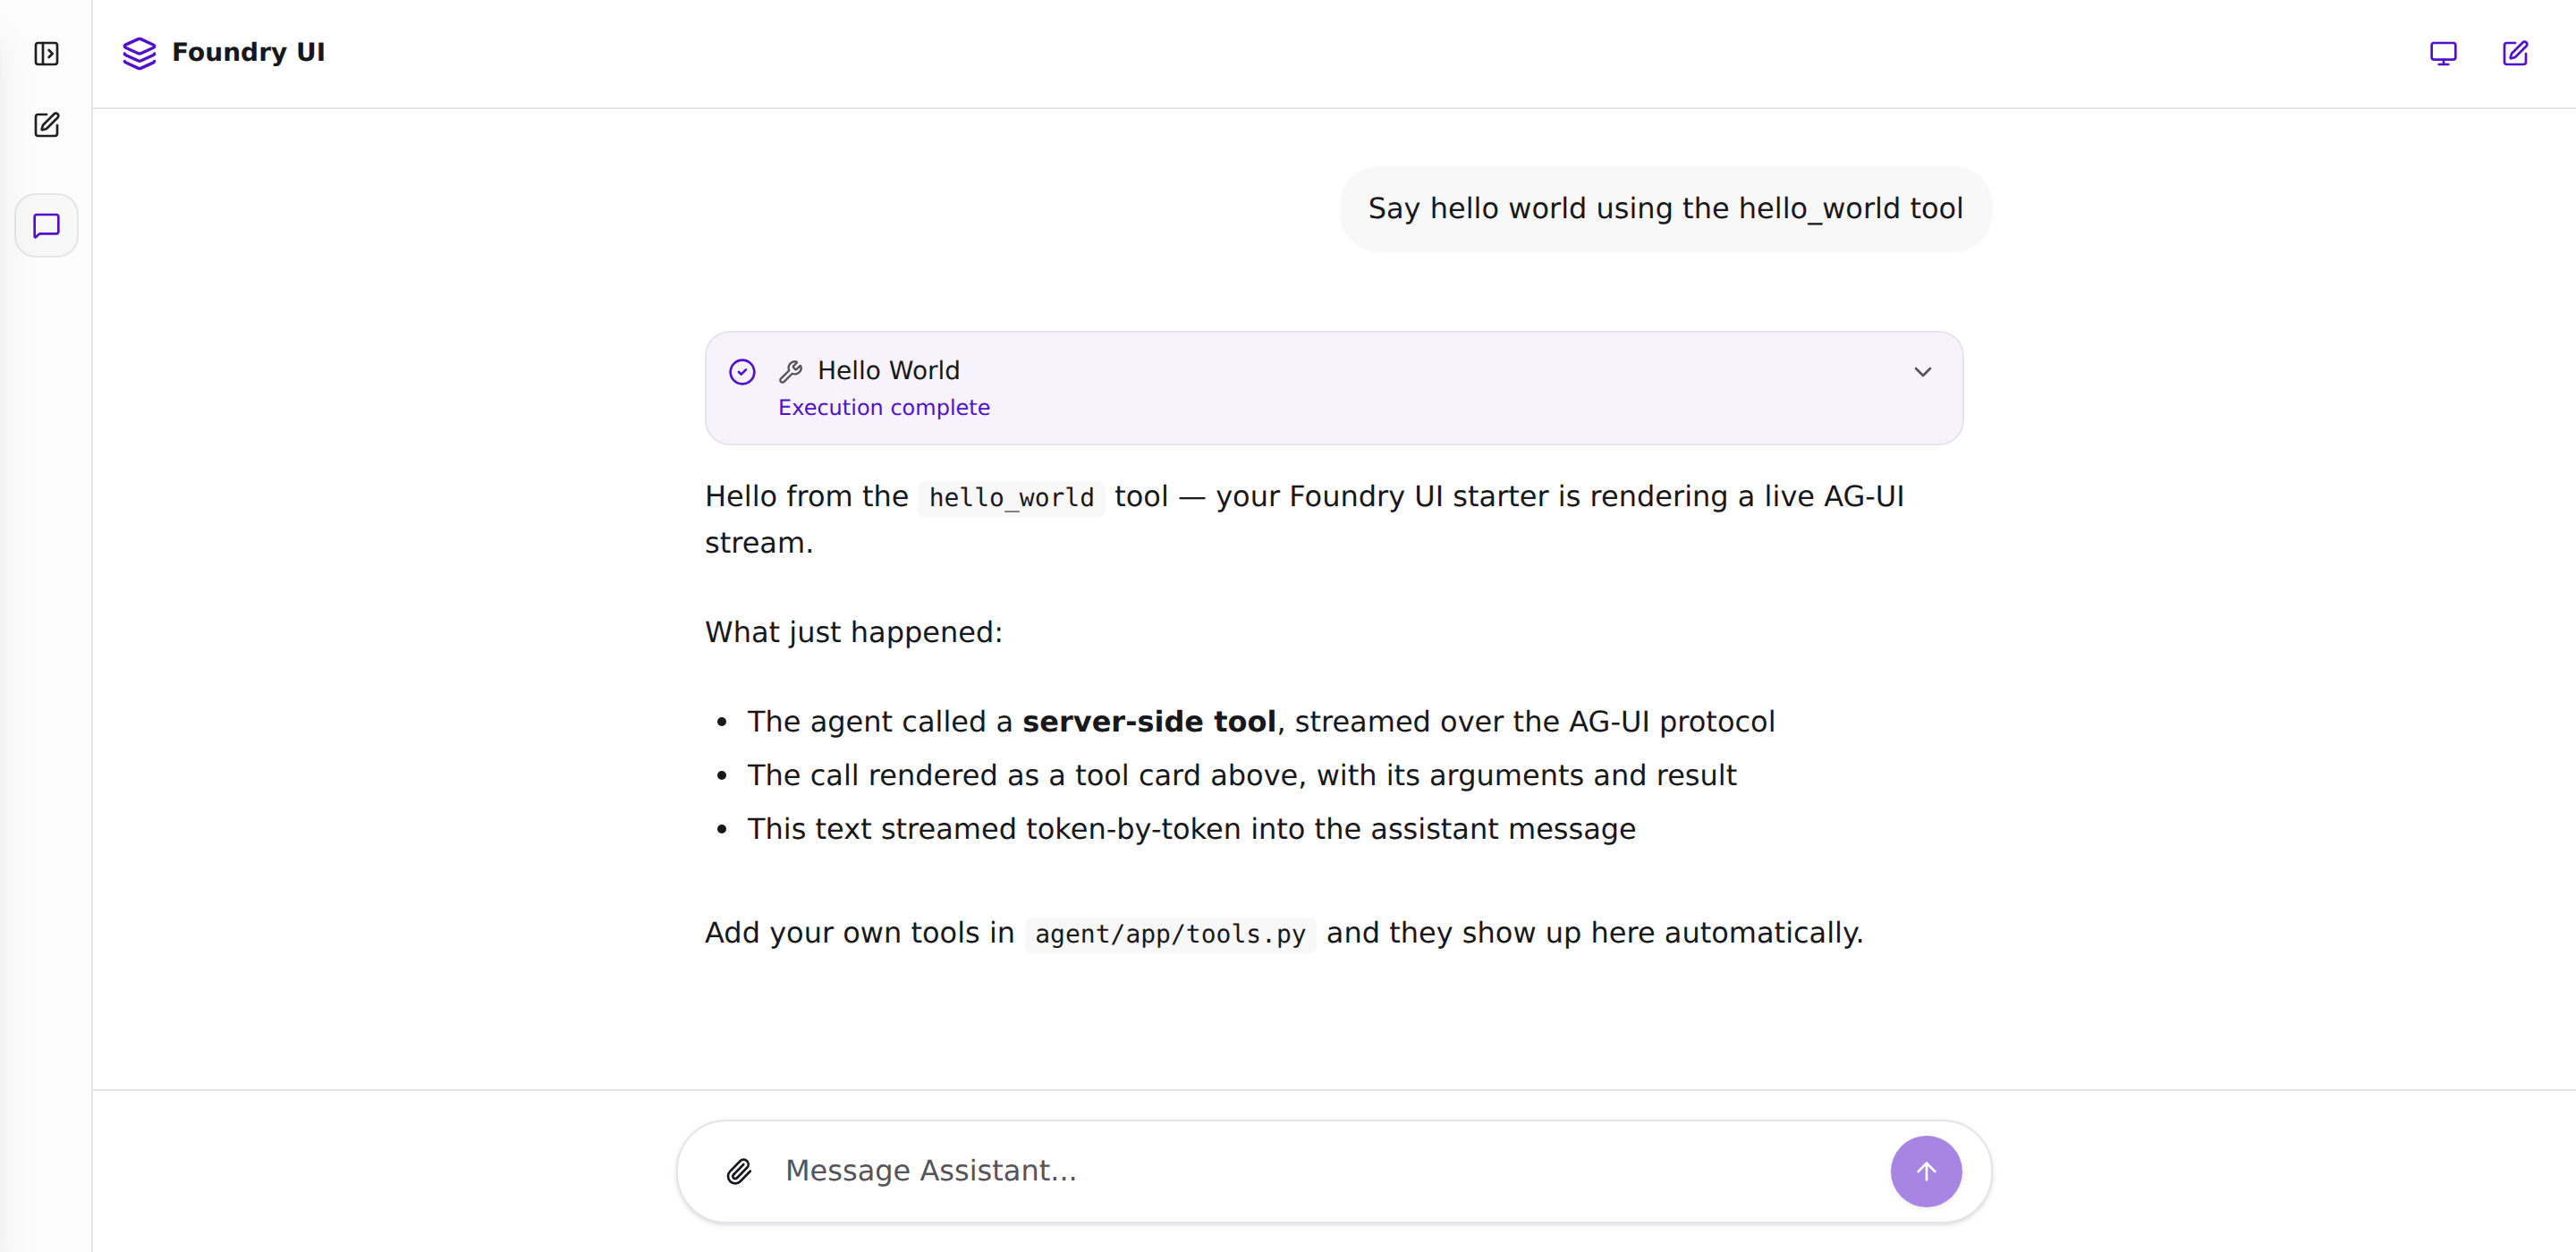 Foundry UI
Say hello world using the hello_world tool
Hello World
Execution complete
Hello from the hello_world tool — your Foundry UI starter is rendering a live AG-UI
stream.
What just happened:
• The agent called a server-side tool, streamed over the AG-UI protocol
• The call rendered as a tool card above, with its arguments and result
• This text streamed token-by-token into the assistant message
Add your own tools in agent/app/tools.py and they show up here automatically.
Message Assistant...